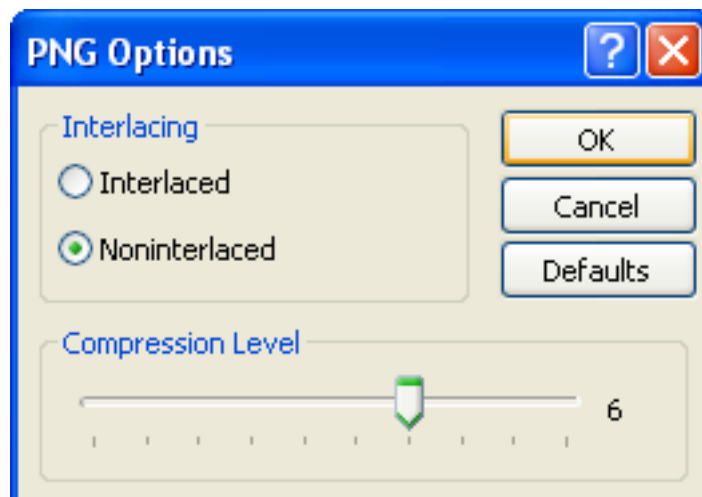 PNG Options
?
Interlacing
Interlaced
Noninterlaced
OK
Cancel
Defaults
Compression Level
6